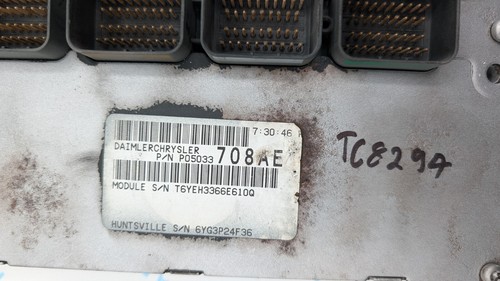 7:30:46
DAIMLERCHRYSLER
P/N P05033 708AE
MODULE S/N T6YEH3366E610Q
HUNTSVILLE S/N 6YG3P24F36
TC8294